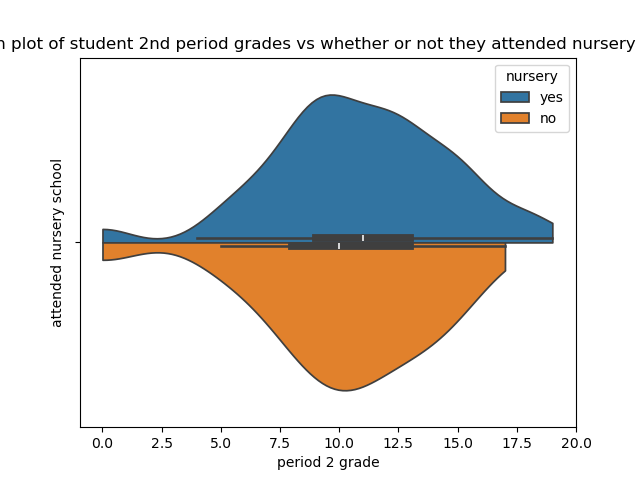 plot of student 2nd period grades vs whether or not they attended nursery
nursery
yes
no
attended nursery school
0.0 2.5 5.0 7.5 10.0 12.5 15.0 17.5 20.0
period 2 grade